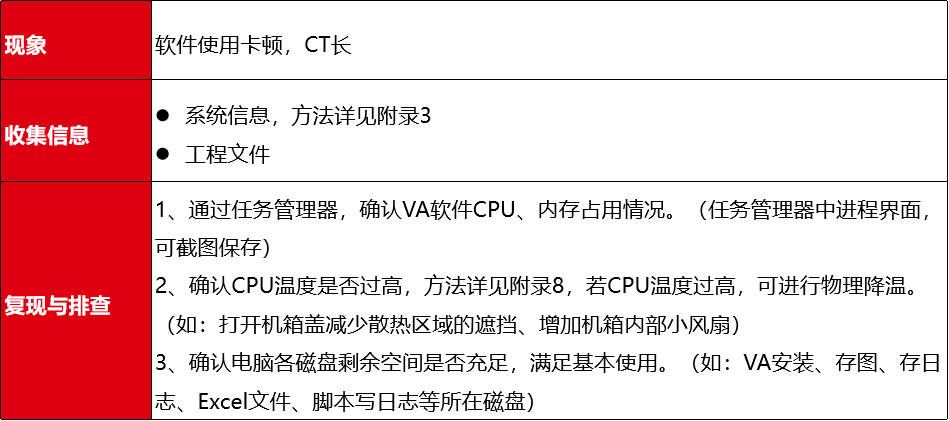 现象
软件使用卡顿，CT长
收集信息
● 系统信息，方法详见附录3
● 工程文件
复现与排查
1、通过任务管理器，确认VA软件CPU、内存占用情况。（任务管理器中进程界面，
可截图保存）
2、确认CPU温度是否过高，方法详见附录8，若CPU温度过高，可进行物理降温。
（如：打开机箱盖减少散热区域的遮挡、增加机箱内部小风扇）
3、确认电脑各磁盘剩余空间是否充足，满足基本使用。（如：VA安装、存图、存日
志、Excel文件、脚本写日志等所在磁盘）